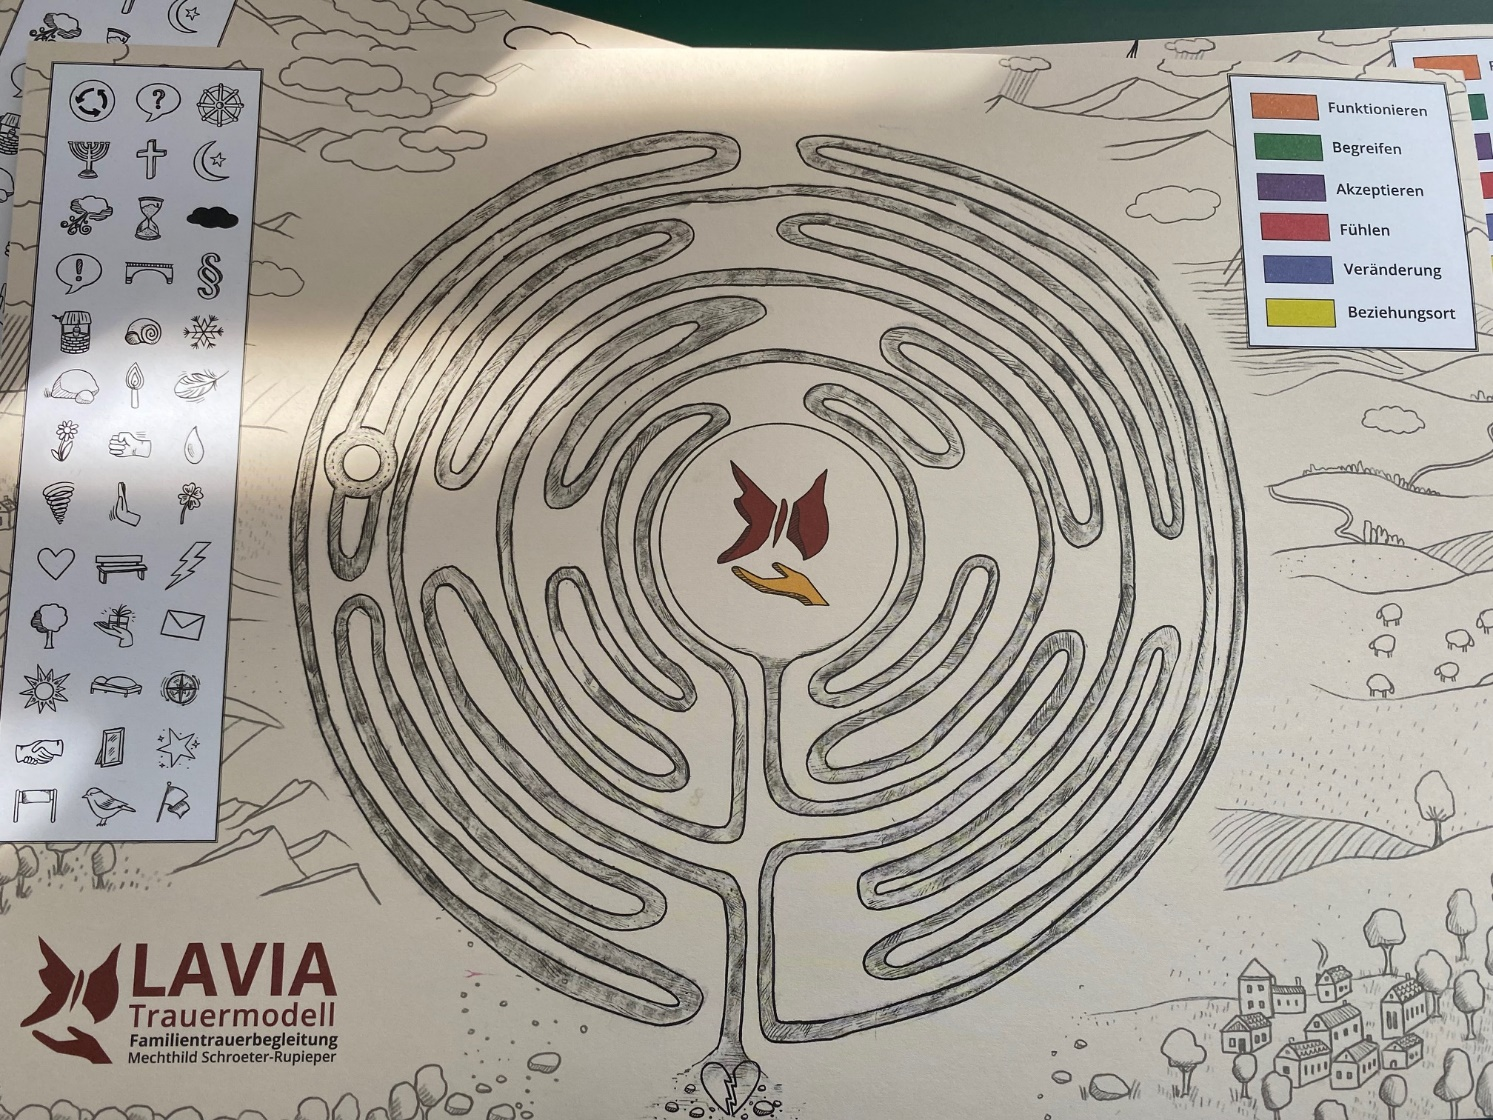 Funktionieren
Begreifen
Akzeptieren
Fühlen
Veränderung
Beziehungsort
LAVIA
Trauermodell
Familientrauerbegleitung
Mechthild Schroeter-Rupieper